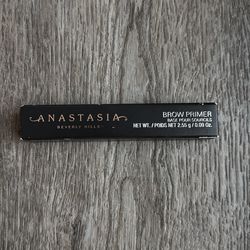 ANASTASIA
BEVERLY HILLS
BROW PRIMER
BASE POUR SOURCILS
NET WT. / POIDS NET 2.55 g / 0.09 Oz.